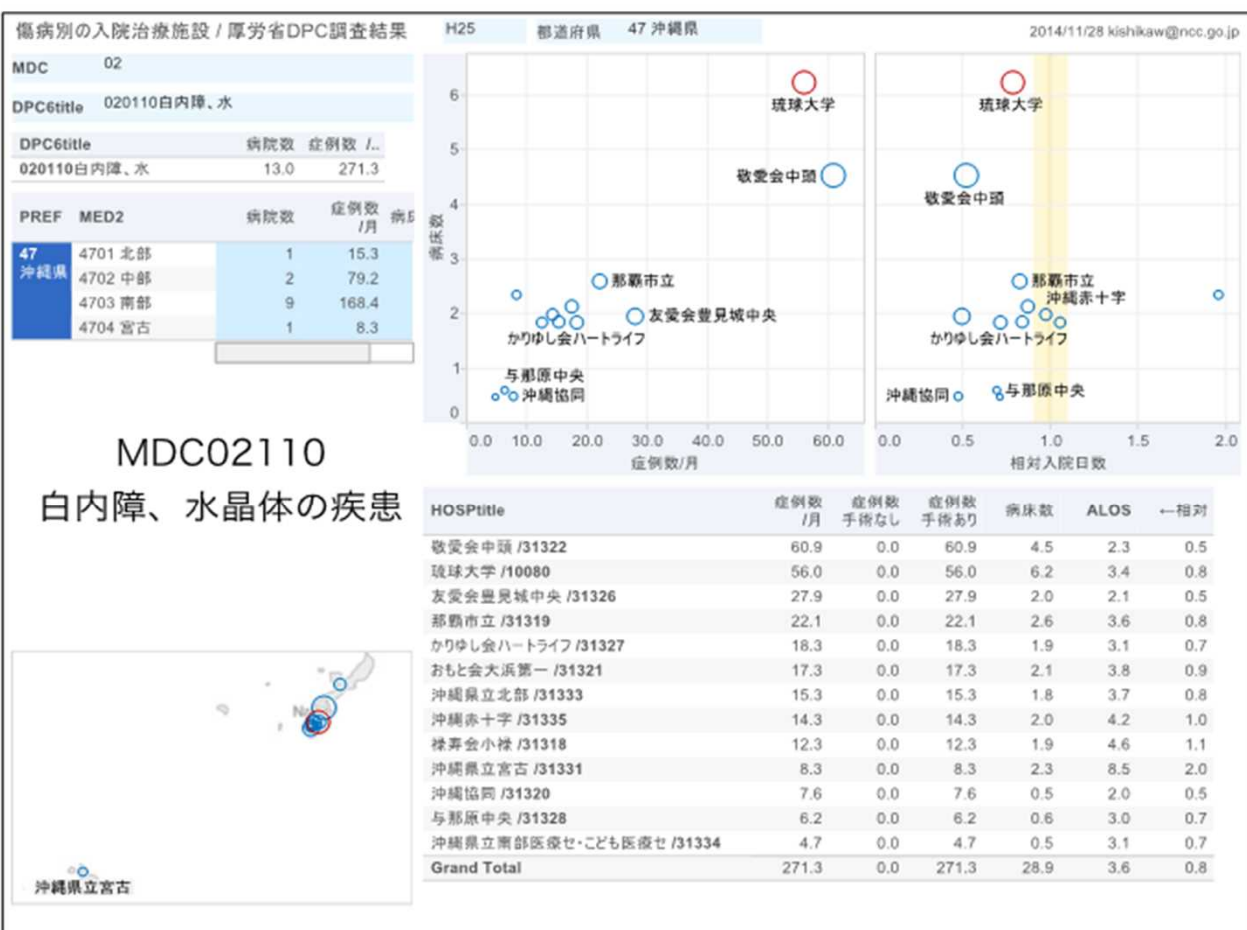 傷病別の入院治療施設 / 厚労省DPC調査結果 H25 都道府県 47 沖縄県 2014/11/28 kishikaw@ncc.go.jp
MDC 02
DPC6title 020110白内障、水
DPC6title 病院数 症例数 /..
020110白内障、水 13.0 271.3
PREF MED2 病院数 症例数/月 病床
47 沖縄県
4701 北部 1 15.3
4702 中部 2 79.2
4703 南部 9 168.4
4704 宮古 1 8.3
MDC02110
白内障、水晶体の疾患
沖縄県立宮古
病床数
6
5
4
3
2
1
0
琉球大学
敬愛会中頭
那覇市立
友愛会豊見城中央
かりゆし会ハートライフ
与那原中央
沖縄協同
0.0 10.0 20.0 30.0 40.0 50.0 60.0
症例数/月
琉球大学
敬愛会中頭
那覇市立
沖縄赤十字
かりゆし会ハートライフ
沖縄協同
与那原中央
0.0 0.5 1.0 1.5 2.0
相対入院日数
HOSPtitle 症例数/月 症例数手術なし 症例数手術あり 病床数 ALOS ←相対
敬愛会中頭 /31322 60.9 0.0 60.9 4.5 2.3 0.5
琉球大学 /10080 56.0 0.0 56.0 6.2 3.4 0.8
友愛会豊見城中央 /31326 27.9 0.0 27.9 2.0 2.1 0.5
那覇市立 /31319 22.1 0.0 22.1 2.6 3.6 0.8
かりゆし会ハートライフ /31327 18.3 0.0 18.3 1.9 3.1 0.7
おもと会大浜第一 /31321 17.3 0.0 17.3 2.1 3.8 0.9
沖縄県立北部 /31333 15.3 0.0 15.3 1.8 3.7 0.8
沖縄赤十字 /31335 14.3 0.0 14.3 2.0 4.2 1.0
禄寿会小禄 /31318 12.3 0.0 12.3 1.9 4.6 1.1
沖縄県立宮古 /31331 8.3 0.0 8.3 2.3 8.5 2.0
沖縄協同 /31320 7.6 0.0 7.6 0.5 2.0 0.5
与那原中央 /31328 6.2 0.0 6.2 0.6 3.0 0.7
沖縄県立南部医療セ・こども医療セ /31334 4.7 0.0 4.7 0.5 3.1 0.7
Grand Total 271.3 0.0 271.3 28.9 3.6 0.8